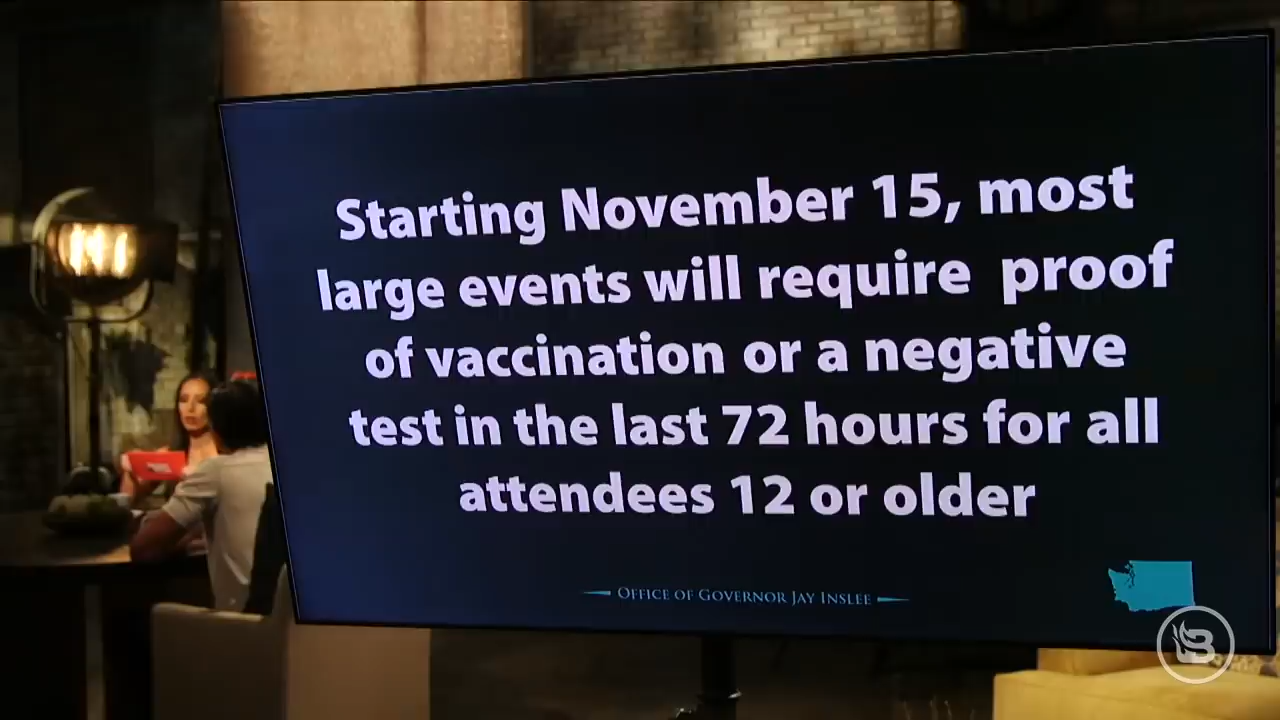 Starting November 15, most
large events will require proof
of vaccination or a negative
test in the last 72 hours for all
attendees 12 or older
OFFICE OF GOVERNOR JAY INSLEE
B